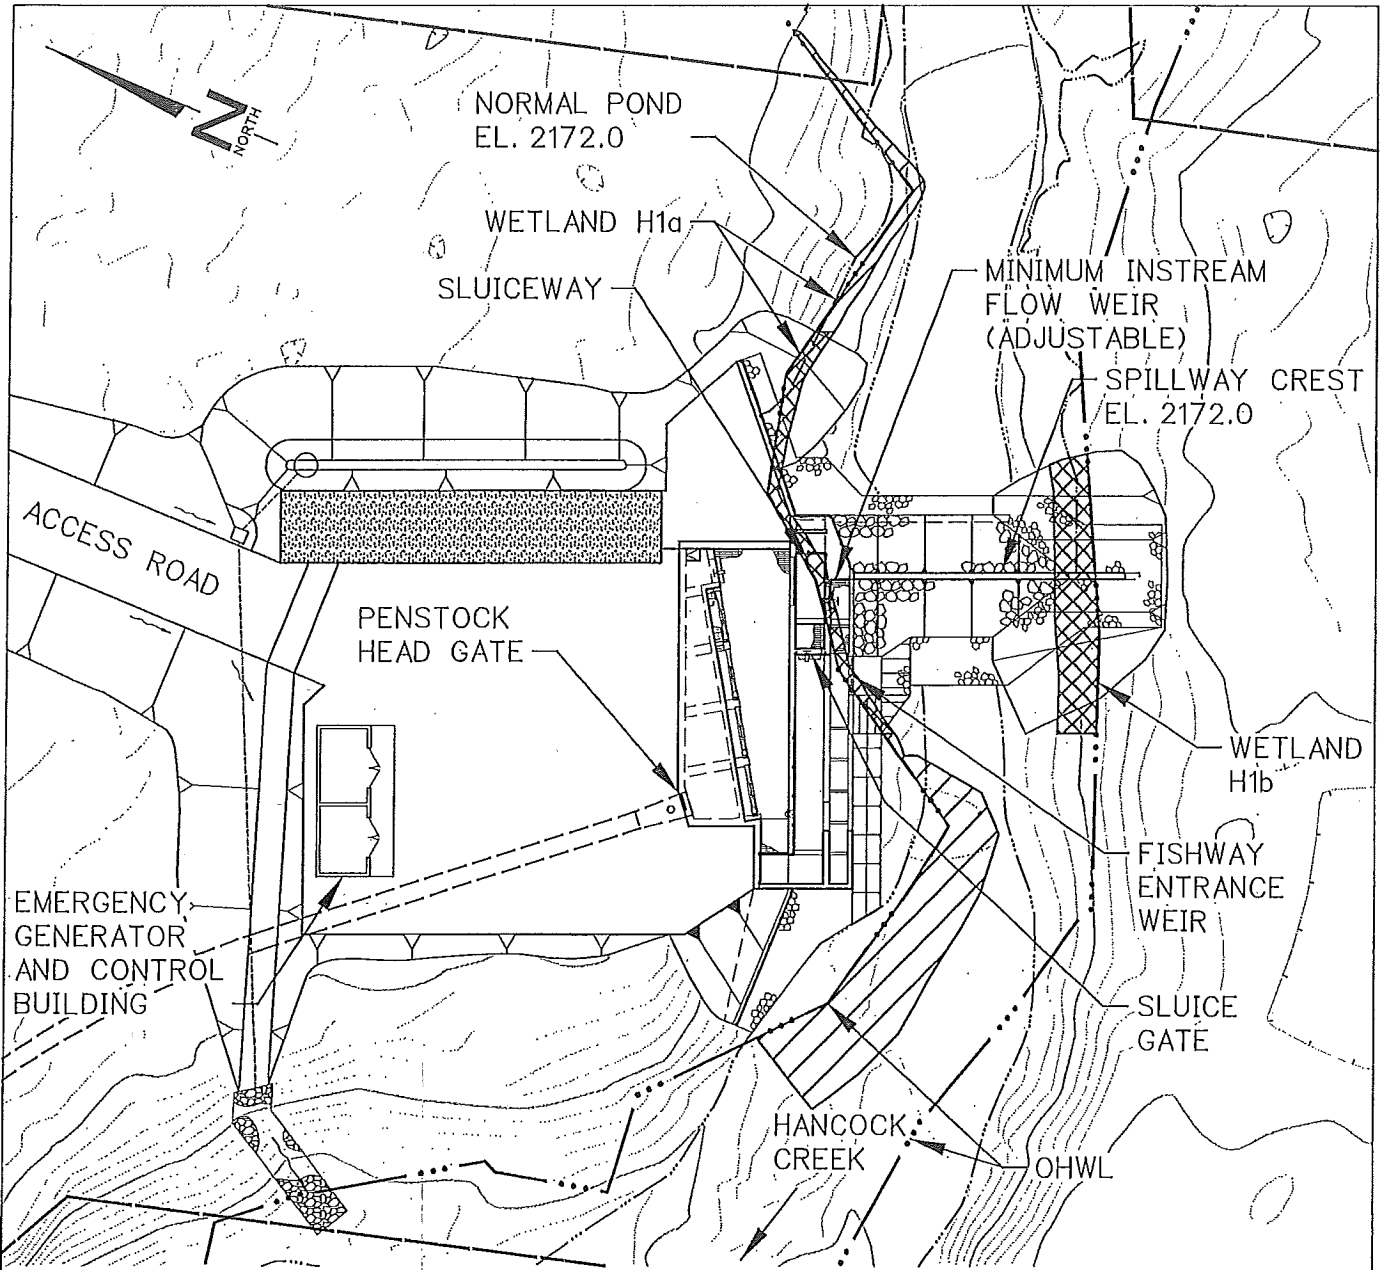 N
NORTH
NORMAL POND
EL. 2172.0
WETLAND H1a
SLUICEWAY
MINIMUM INSTREAM
FLOW WEIR
(ADJUSTABLE)
SPILLWAY CREST
EL. 2172.0
ACCESS ROAD
PENSTOCK
HEAD GATE
WETLAND
H1b
FISHWAY
ENTRANCE
WEIR
EMERGENCY
GENERATOR
AND CONTROL
BUILDING
SLUICE
GATE
HANCOCK
CREEK
OHWL